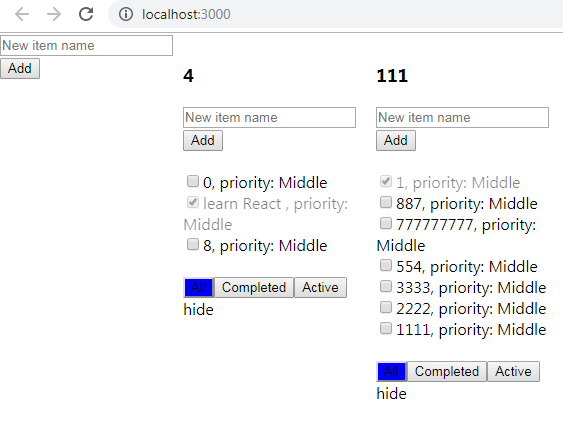 localhost:3000
New item name
Add
4
New item name
Add
0, priority: Middle
learn React , priority:
Middle
8, priority: Middle
All Completed Active
hide
111
New item name
Add
1, priority: Middle
887, priority: Middle
777777777, priority:
Middle
554, priority: Middle
3333, priority: Middle
2222, priority: Middle
1111, priority: Middle
All Completed Active
hide